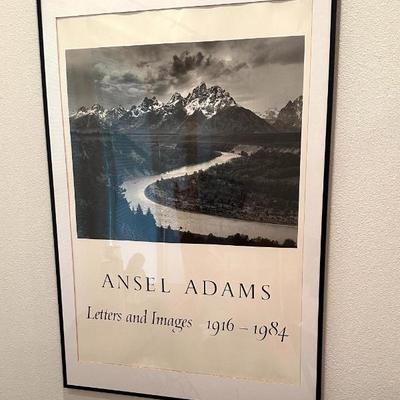 ANSEL ADAMS
Letters and Images 1916 – 1984